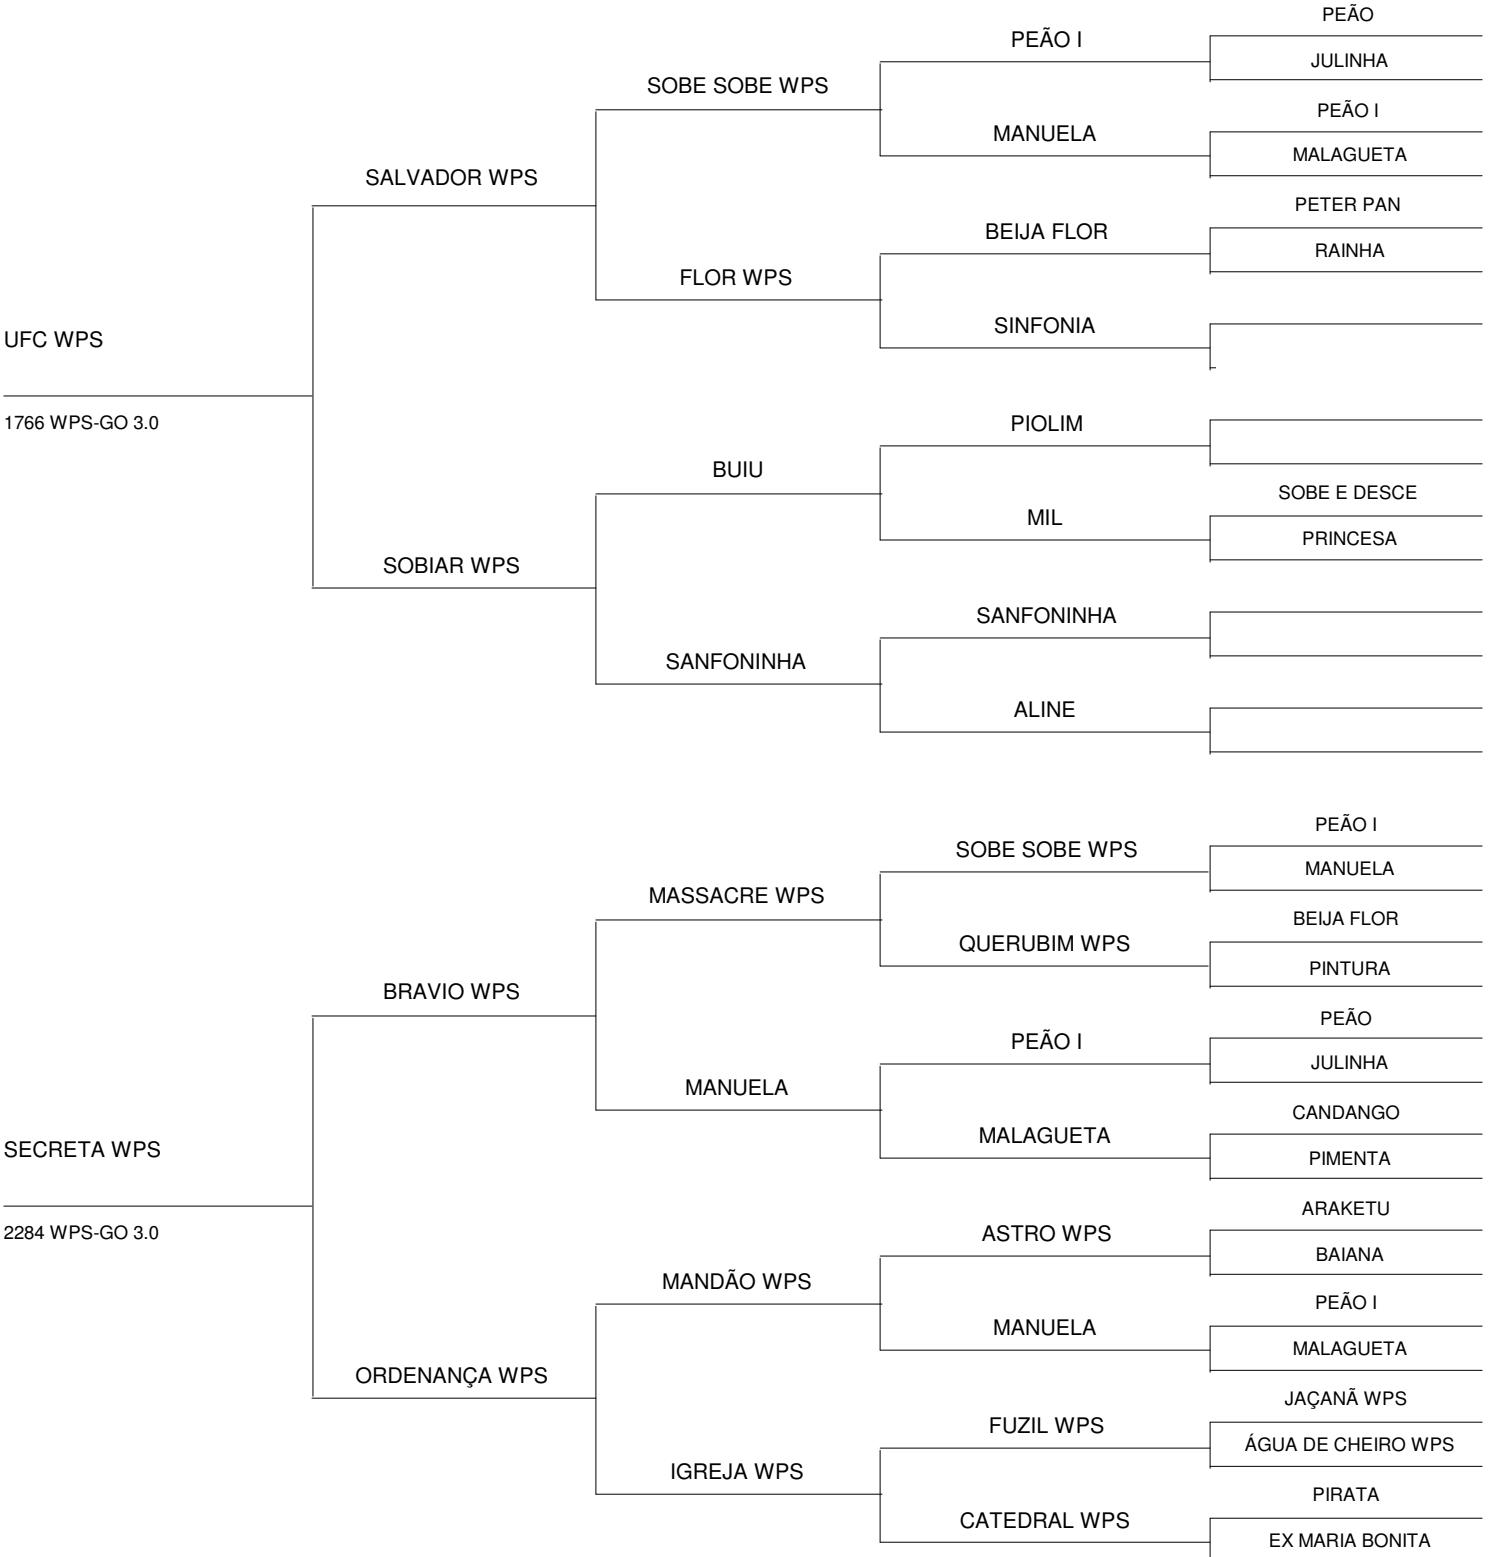 PEÃO
PEÃO I
JULINHA
SOBE SOBE WPS
PEÃO I
MANUELA
MALAGUETA
SALVADOR WPS
PETER PAN
BEIJA FLOR
RAINHA
FLOR WPS
SINFONIA
UFC WPS
1766 WPS-GO 3.0
PIOLIM
BUIU
SOBE E DESCE
MIL
PRINCESA
SOBIAR WPS
SANFONINHA
SANFONINHA
ALINE
PEÃO I
SOBE SOBE WPS
MANUELA
MASSACRE WPS
BEIJA FLOR
QUERUBIM WPS
PINTURA
BRAVIO WPS
PEÃO
PEÃO I
JULINHA
MANUELA
CANDANGO
MALAGUETA
PIMENTA
SECRETA WPS
2284 WPS-GO 3.0
ARAKETU
ASTRO WPS
BAIANA
MANDÃO WPS
PEÃO I
MANUELA
MALAGUETA
ORDENANÇA WPS
JAÇANÃ WPS
FUZIL WPS
ÁGUA DE CHEIRO WPS
IGREJA WPS
PIRATA
CATEDRAL WPS
EX MARIA BONITA